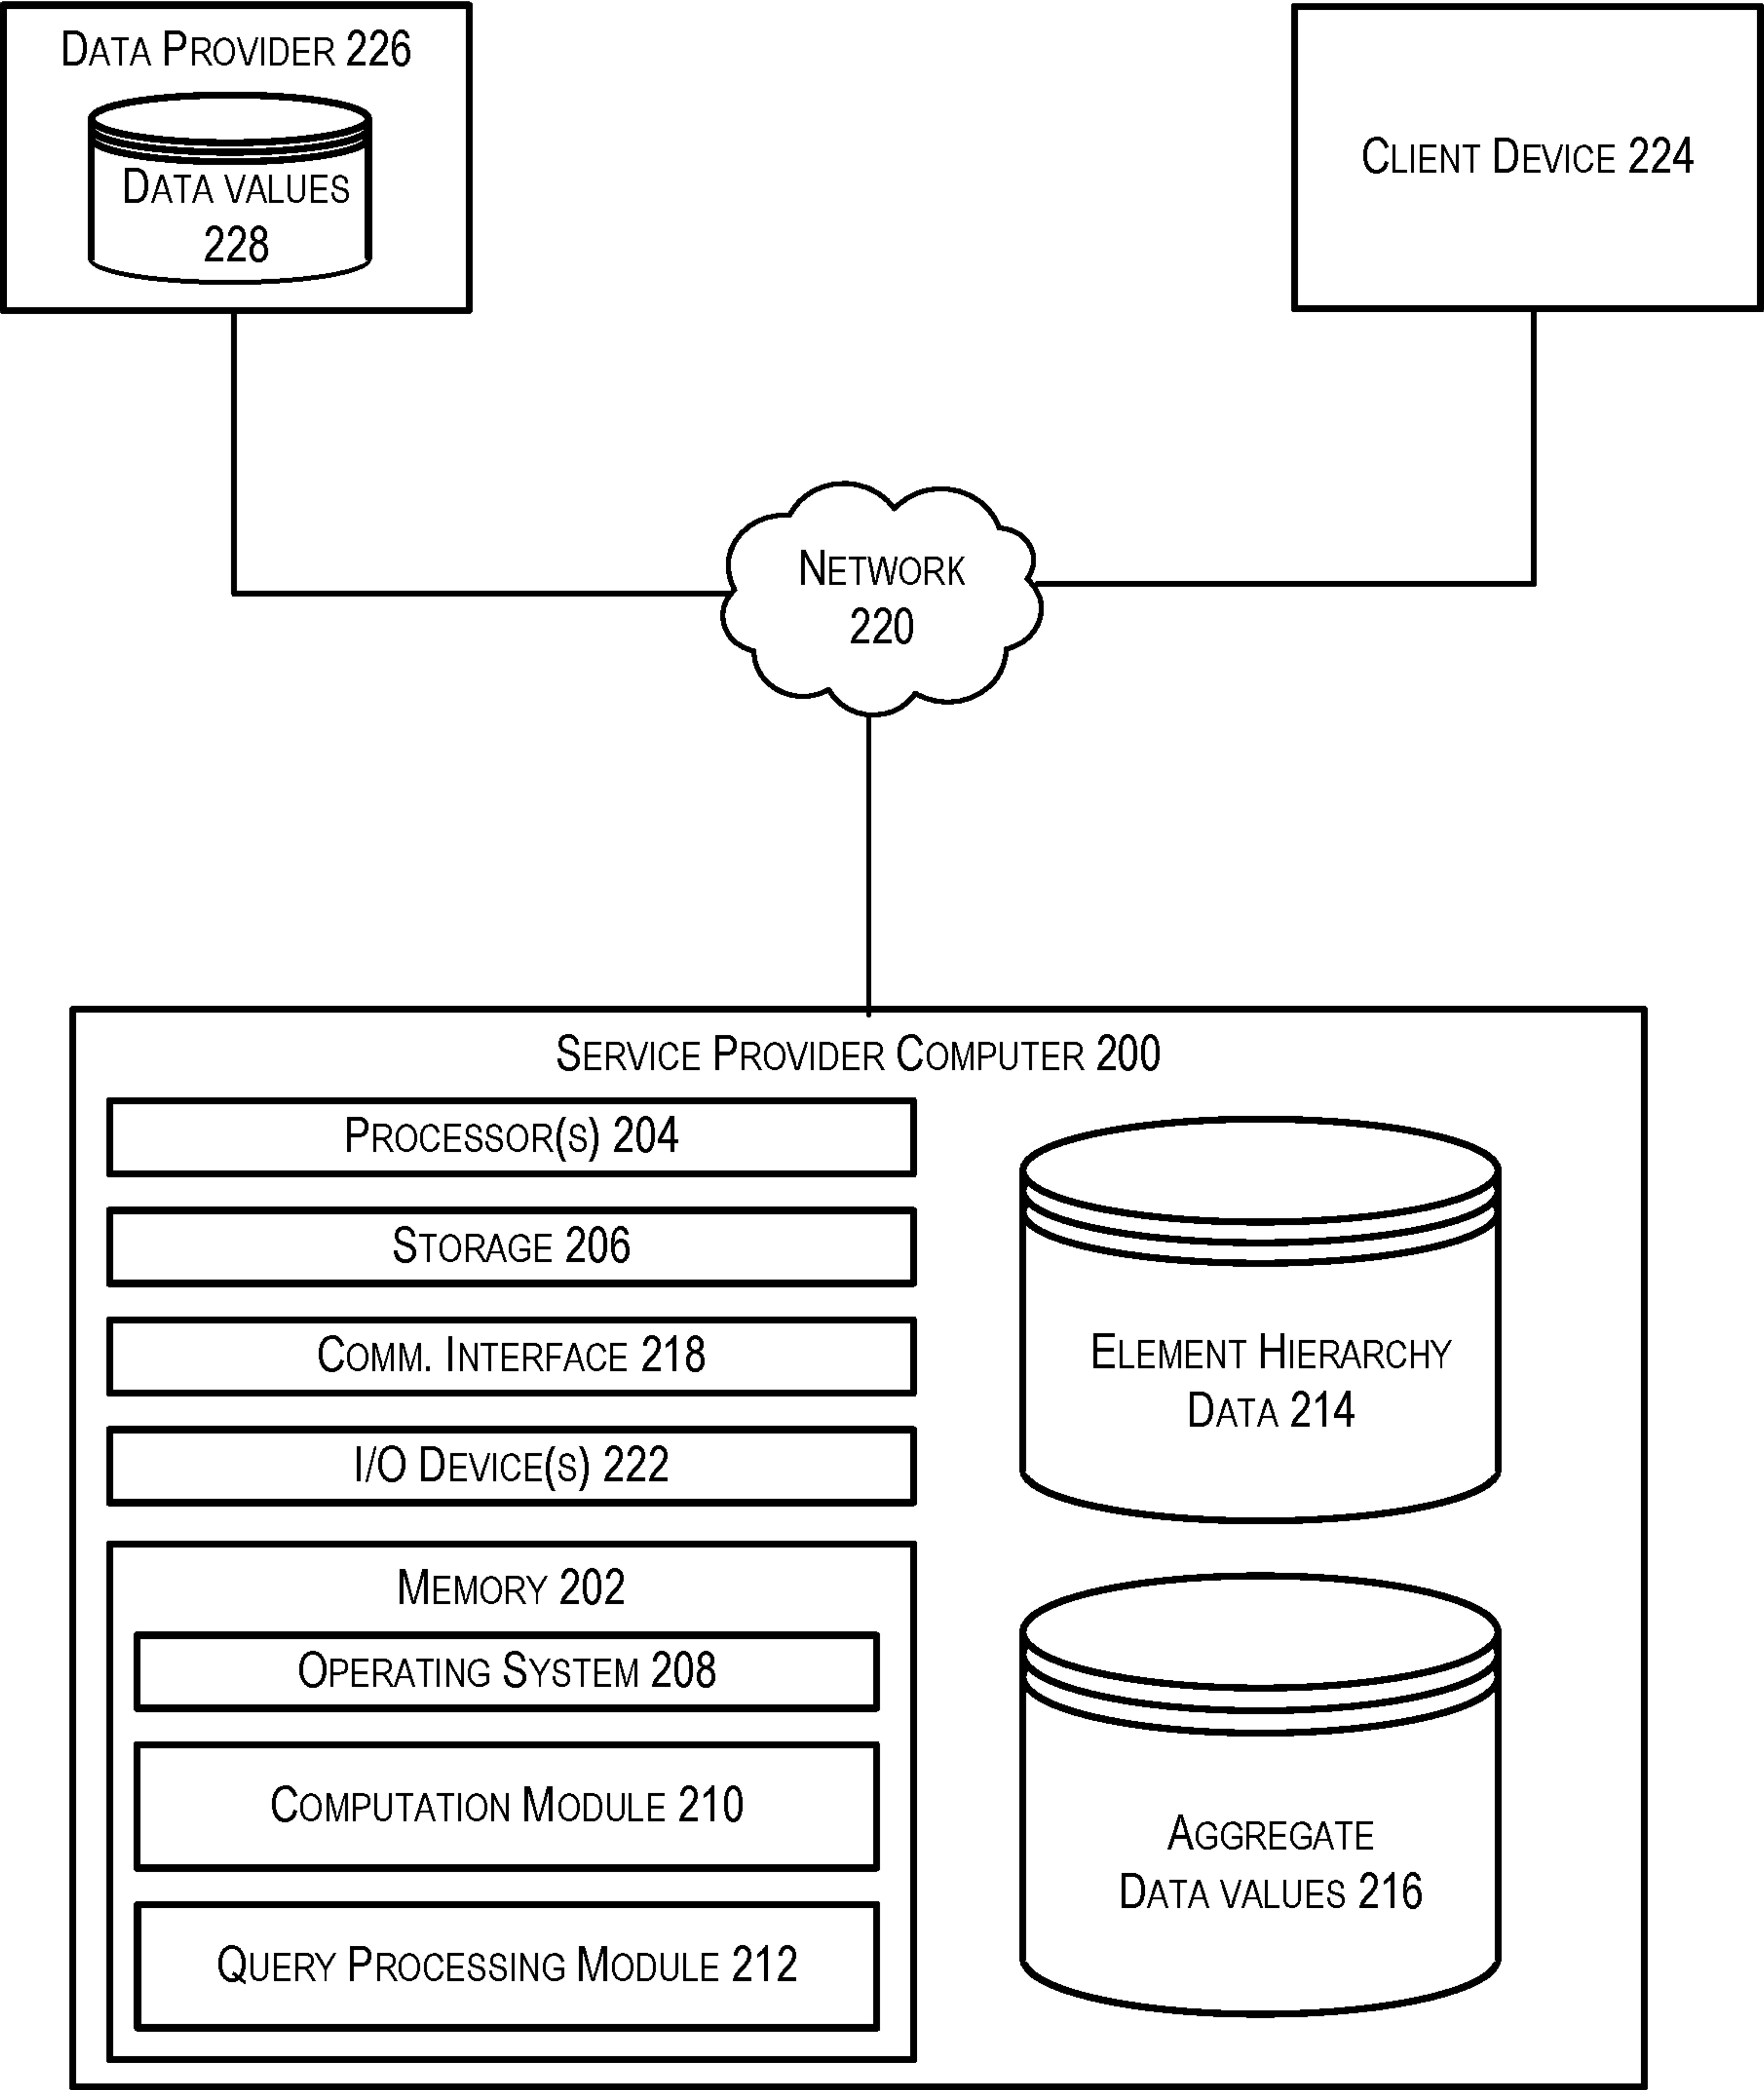 Data Provider 226
Data values
228
Client Device 224
Network
220
Service Provider Computer 200
Processor(s) 204
Storage 206
Comm. Interface 218
I/O Device(s) 222
Memory 202
Operating System 208
Computation Module 210
Query Processing Module 212
Element Hierarchy
Data 214
Aggregate
Data values 216